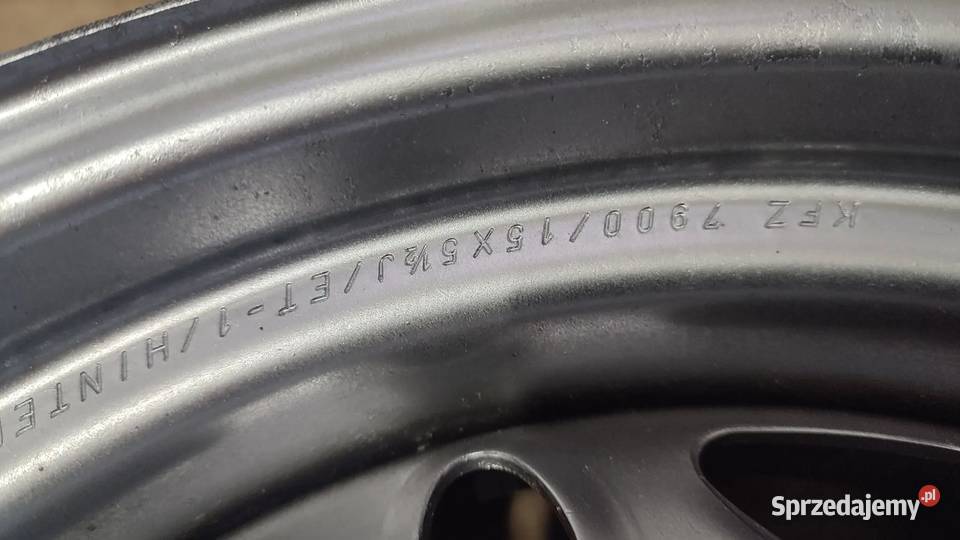 KFZ 7900/15X5½J/ET-1/HINTE
Sprzedajemy.pl